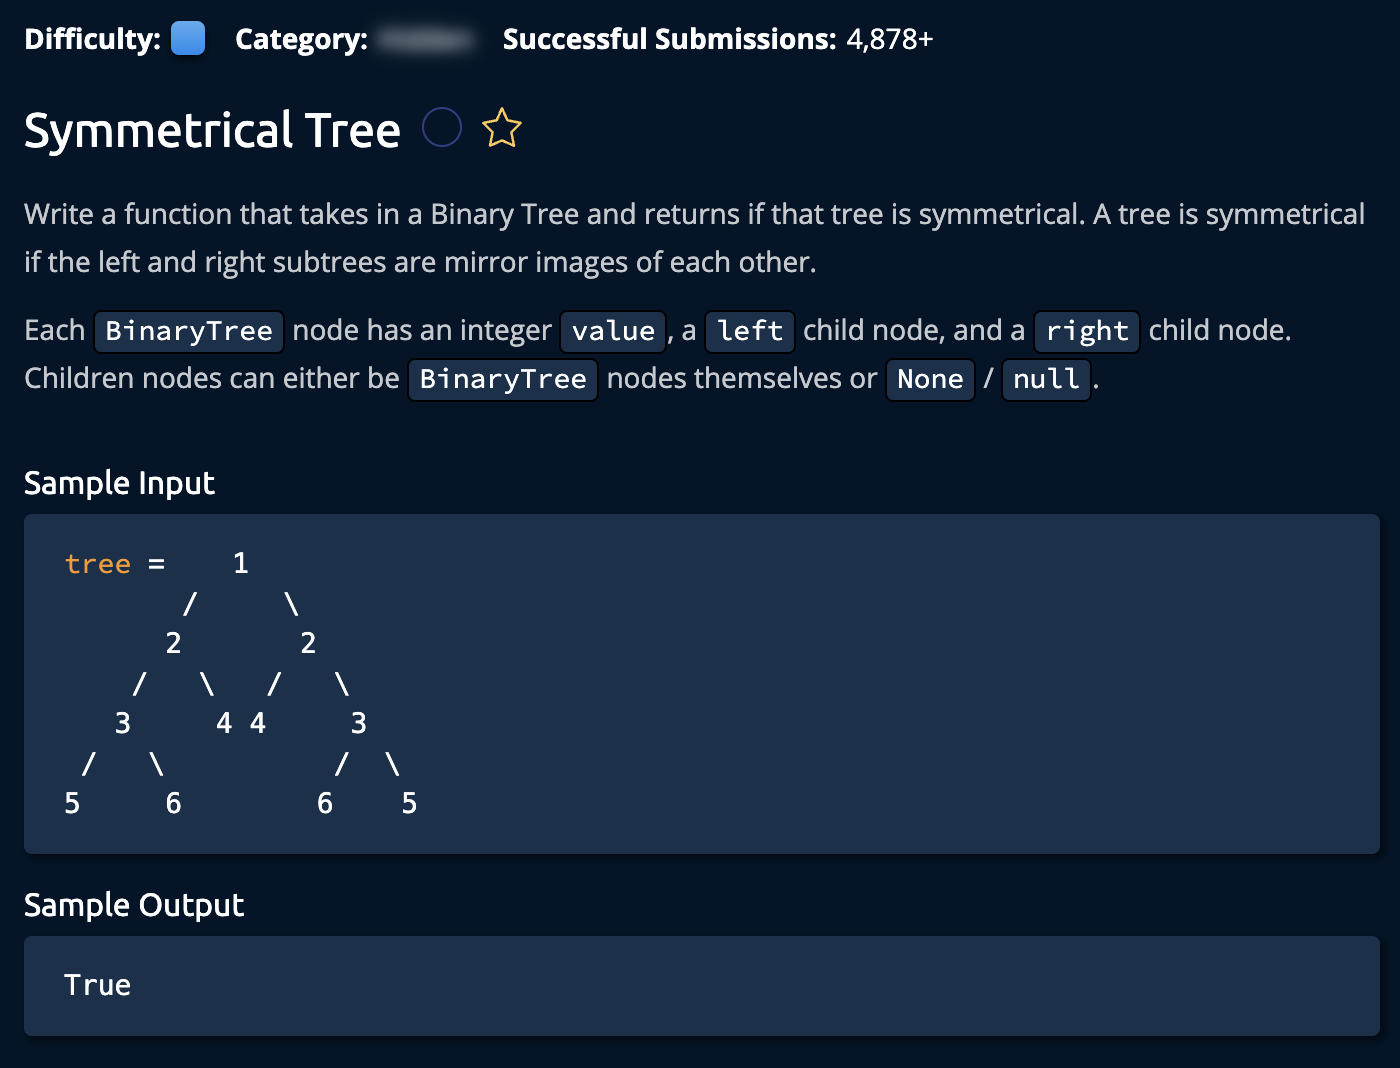 Difficulty: Category: Successful Submissions: 4,878+
Symmetrical Tree
Write a function that takes in a Binary Tree and returns if that tree is symmetrical. A tree is symmetrical
if the left and right subtrees are mirror images of each other.
Each BinaryTree node has an integer value, a left child node, and a right child node.
Children nodes can either be BinaryTree nodes themselves or None / null.
Sample Input
tree =    1
       /     \
      2       2
    /   \   /   \
   3     4 4     3
 /   \          /  \
5     6        6    5
Sample Output
True